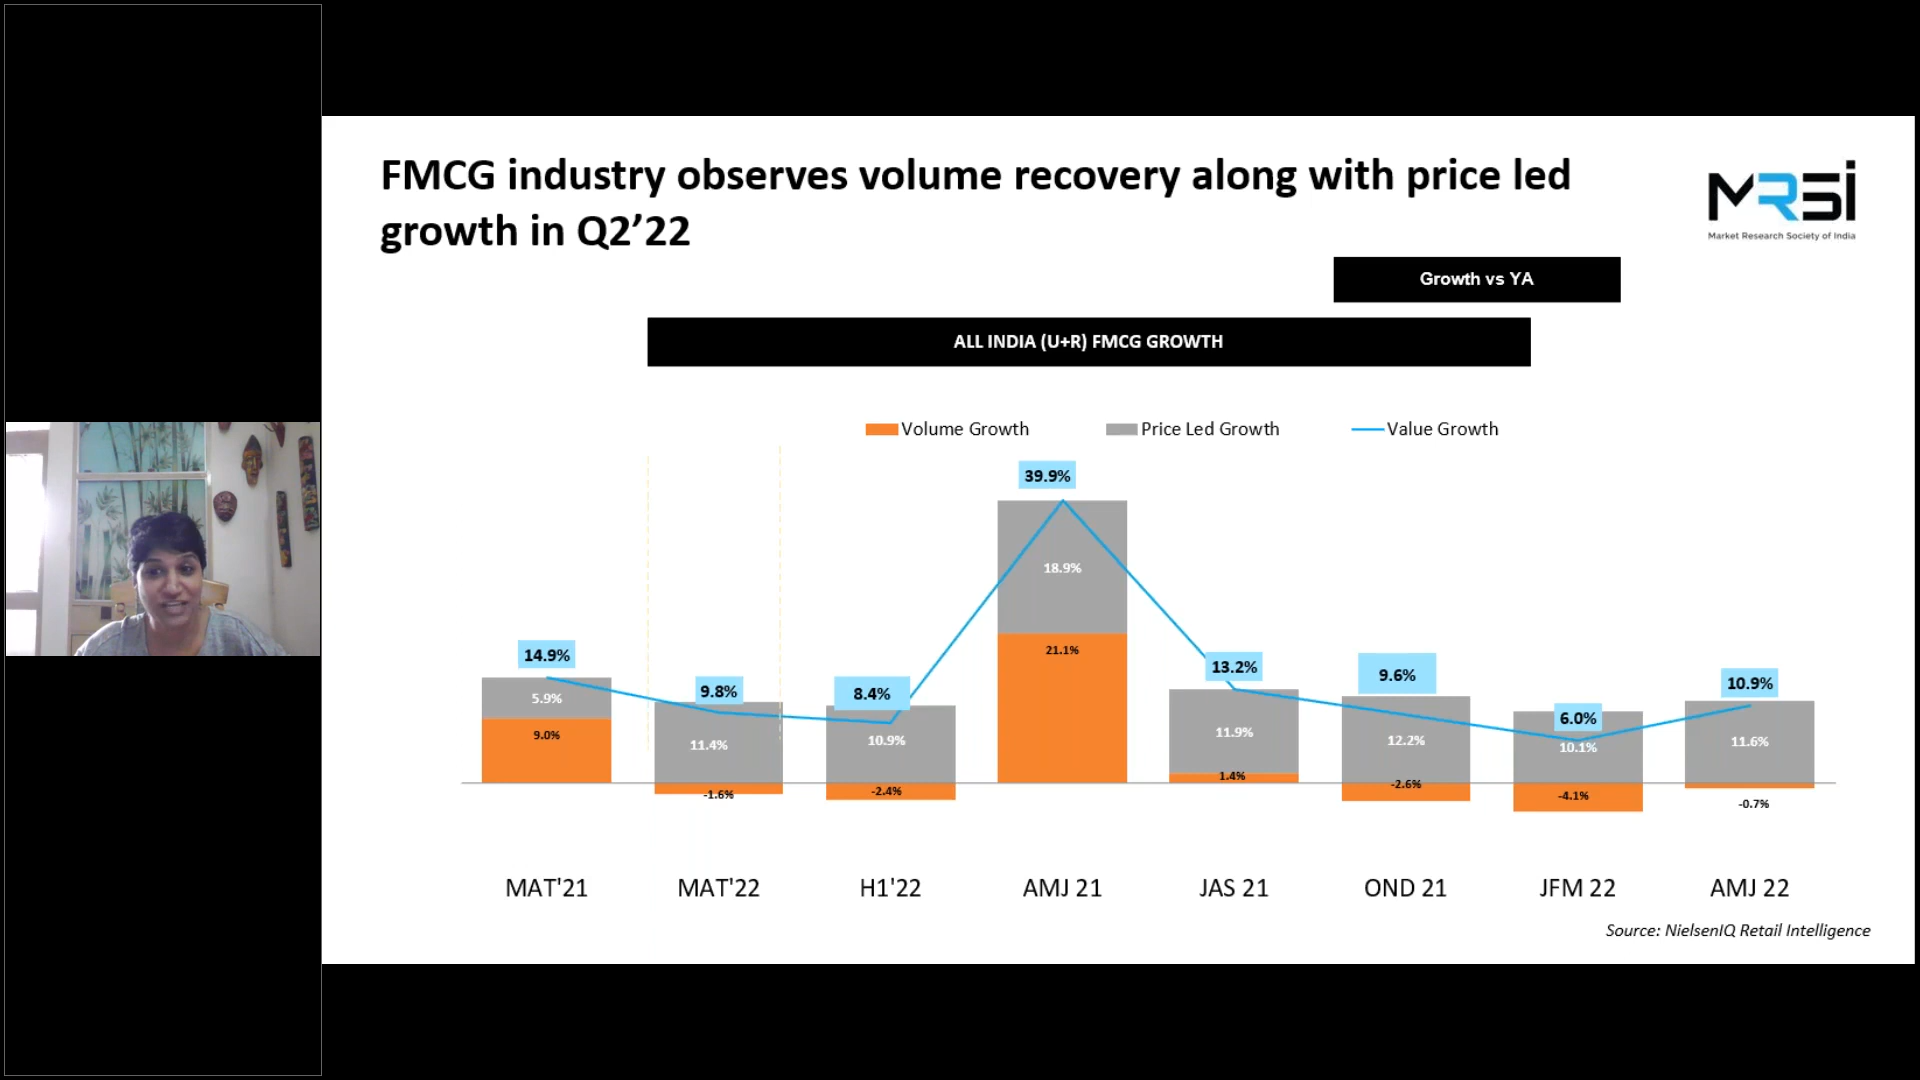 FMCG industry observes volume recovery along with price led
growth in Q2’22
MRSI
Market Research Society of India
Growth vs YA
ALL INDIA (U+R) FMCG GROWTH
Volume Growth
Price Led Growth
Value Growth
39.9%
18.9%
21.1%
14.9%
5.9%
9.0%
9.8%
11.4%
-1.6%
8.4%
10.9%
-2.4%
13.2%
11.9%
1.4%
9.6%
12.2%
-2.6%
6.0%
10.1%
-4.1%
10.9%
11.6%
-0.7%
MAT'21 MAT'22 H1'22 AMJ 21 JAS 21 OND 21 JFM 22 AMJ 22
Source: NielsenIQ Retail Intelligence